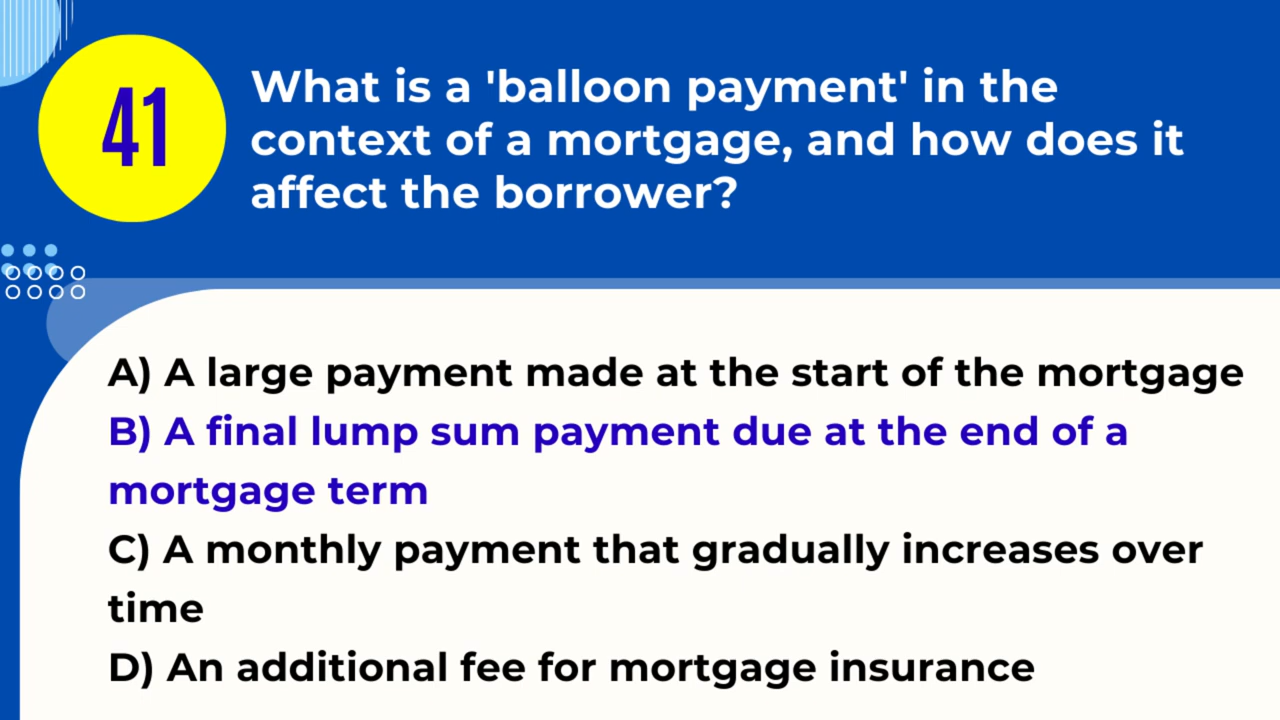 41
What is a 'balloon payment' in the
context of a mortgage, and how does it
affect the borrower?
A) A large payment made at the start of the mortgage
B) A final lump sum payment due at the end of a
mortgage term
C) A monthly payment that gradually increases over
time
D) An additional fee for mortgage insurance